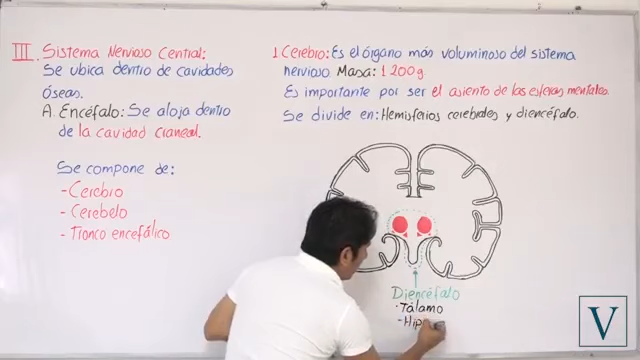 III. Sistema Nervioso Central:
Se ubica dentro de cavidades
óseas.
A. Encéfalo: Se aloja dentro
de la cavidad craneal.
Se compone de:
- Cerebro
- Cerebelo
- Tronco encefálico
1. Cerebro: Es el órgano más voluminoso del sistema
nervioso Masa: 1 200g
Es importante por ser el asiento de las esferas mentales.
Se divide en: Hemisferios cerebrales y diencéfalo.
Diencéfalo
- Tálamo
- Hip
V